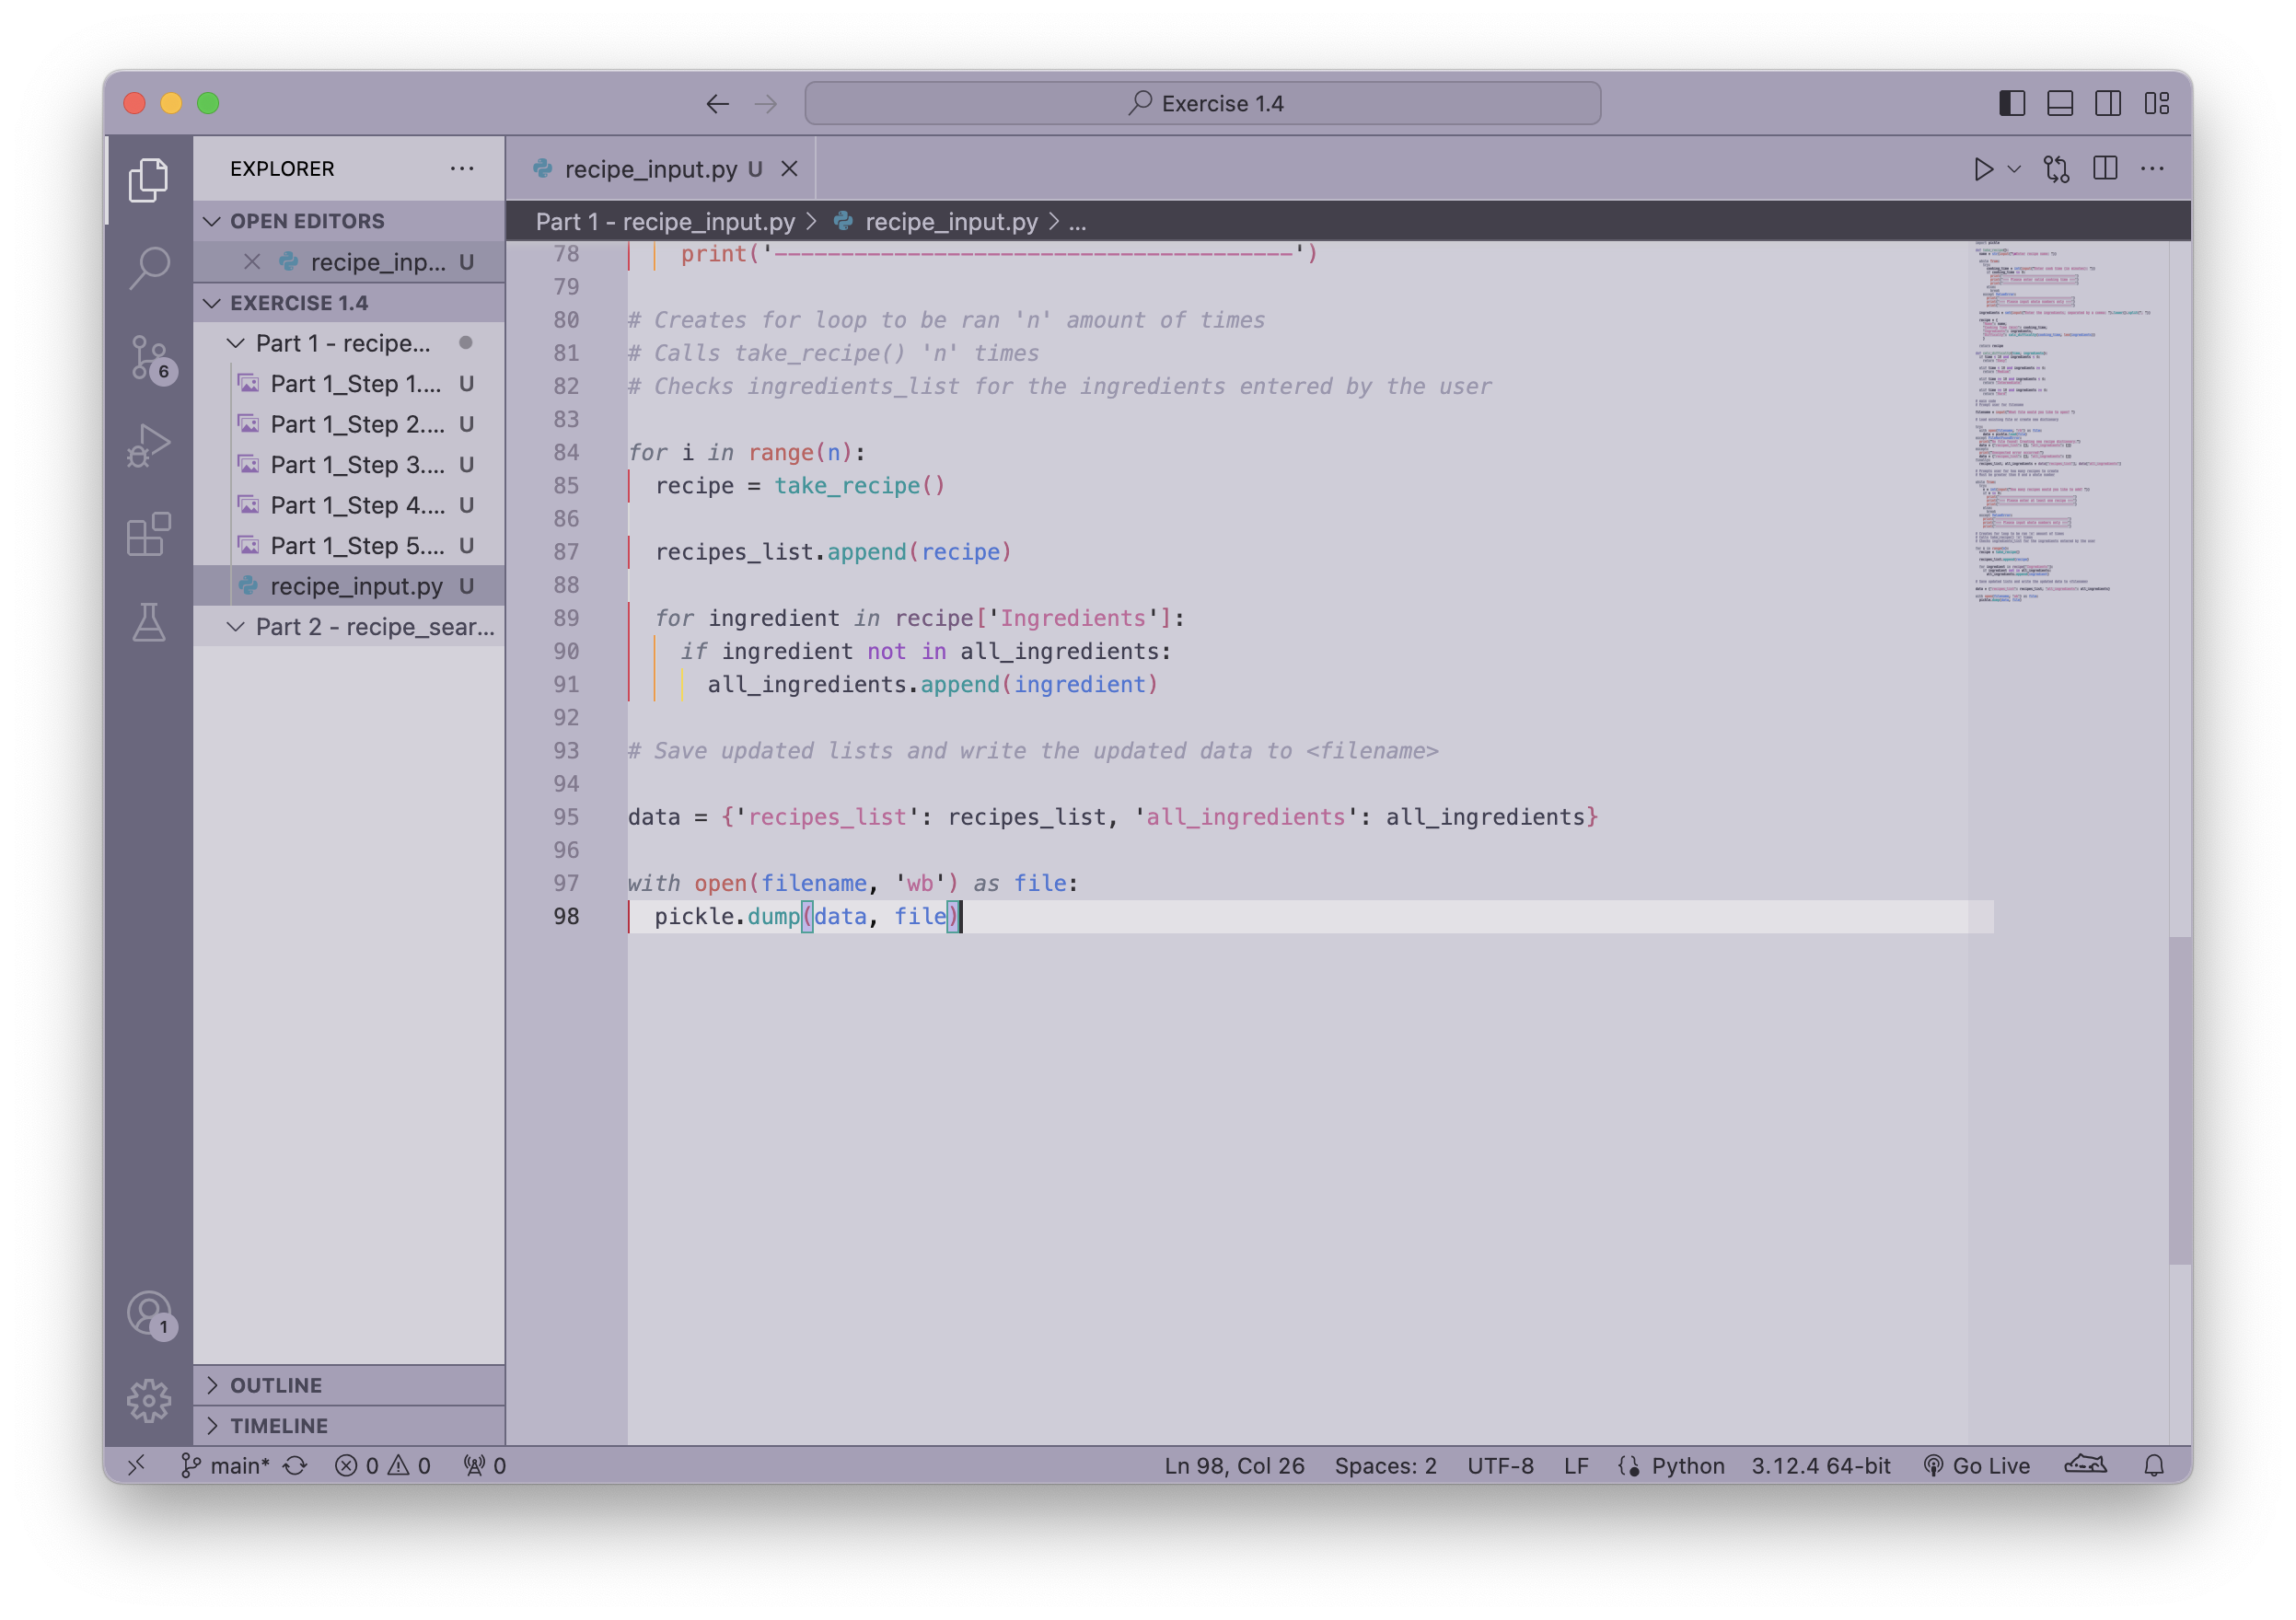 Exercise 1.4
EXPLORER
recipe_input.py U
OPEN EDITORS
Part 1 - recipe_input.py > recipe_input.py > ...
recipe_inp... U
EXERCISE 1.4
Part 1 - recipe...
Part 1_Step 1.... U
Part 1_Step 2.... U
Part 1_Step 3.... U
Part 1_Step 4.... U
Part 1_Step 5.... U
recipe_input.py U
Part 2 - recipe_sear...
6
1
OUTLINE
TIMELINE
78 print('---------------------------------------')
79
80 # Creates for loop to be ran 'n' amount of times
81 # Calls take_recipe() 'n' times
82 # Checks ingredients_list for the ingredients entered by the user
83
84 for i in range(n):
85 recipe = take_recipe()
86
87 recipes_list.append(recipe)
88
89 for ingredient in recipe['Ingredients']:
90 if ingredient not in all_ingredients:
91 all_ingredients.append(ingredient)
92
93 # Save updated lists and write the updated data to <filename>
94
95 data = {'recipes_list': recipes_list, 'all_ingredients': all_ingredients}
96
97 with open(filename, 'wb') as file:
98 pickle.dump(data, file)
main* 0 0 0 Ln 98, Col 26 Spaces: 2 UTF-8 LF Python 3.12.4 64-bit Go Live